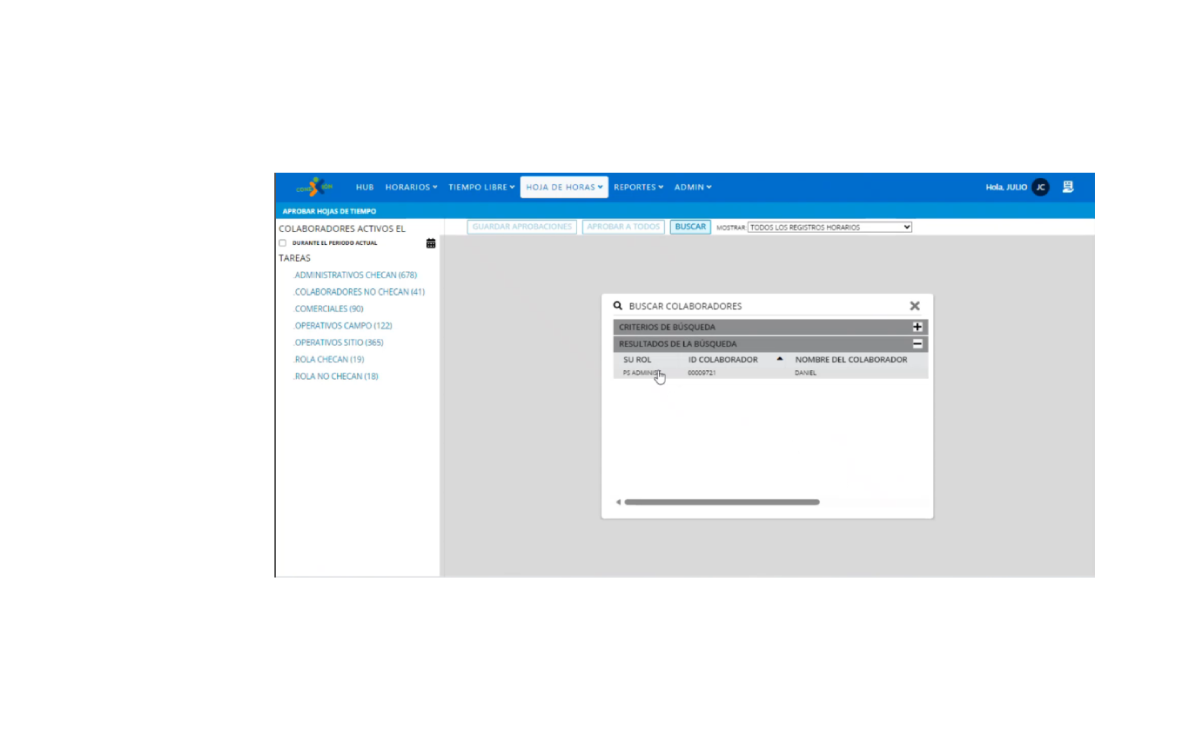 HUB HORARIOS TIEMPO LIBRE HOJA DE HORAS REPORTES ADMIN Hola, JULIO JC
APROBAR HOJAS DE TIEMPO
COLABORADORES ACTIVOS EL
DURANTE EL PERIODO ACTUAL
TAREAS
.ADMINISTRATIVOS CHECAN (678)
.COLABORADORES NO CHECAN (41)
.COMERCIALES (90)
OPERATIVOS CAMPO (122)
.OPERATIVOS SITIO (365)
.ROLA CHECAN (19)
.ROLA NO CHECAN (18)
GUARDAR APROBACIONES APROBAR A TODOS BUSCAR MOSTRAR TODOS LOS REGISTROS HORARIOS
BUSCAR COLABORADORES
CRITERIOS DE BÚSQUEDA
RESULTADOS DE LA BÚSQUEDA
SU ROL ID COLABORADOR NOMBRE DEL COLABORADOR
PS ADMINIST 00009721 DANIEL